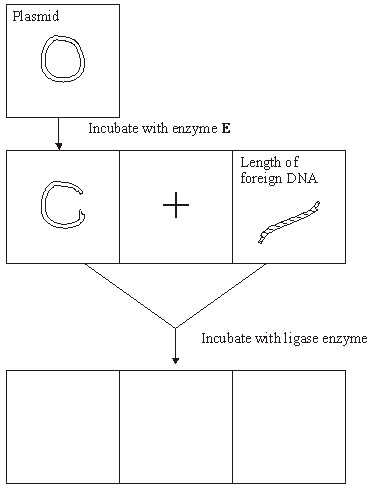 Plasmid
Incubate with enzyme E
Length of
foreign DNA
+
Incubate with ligase enzyme